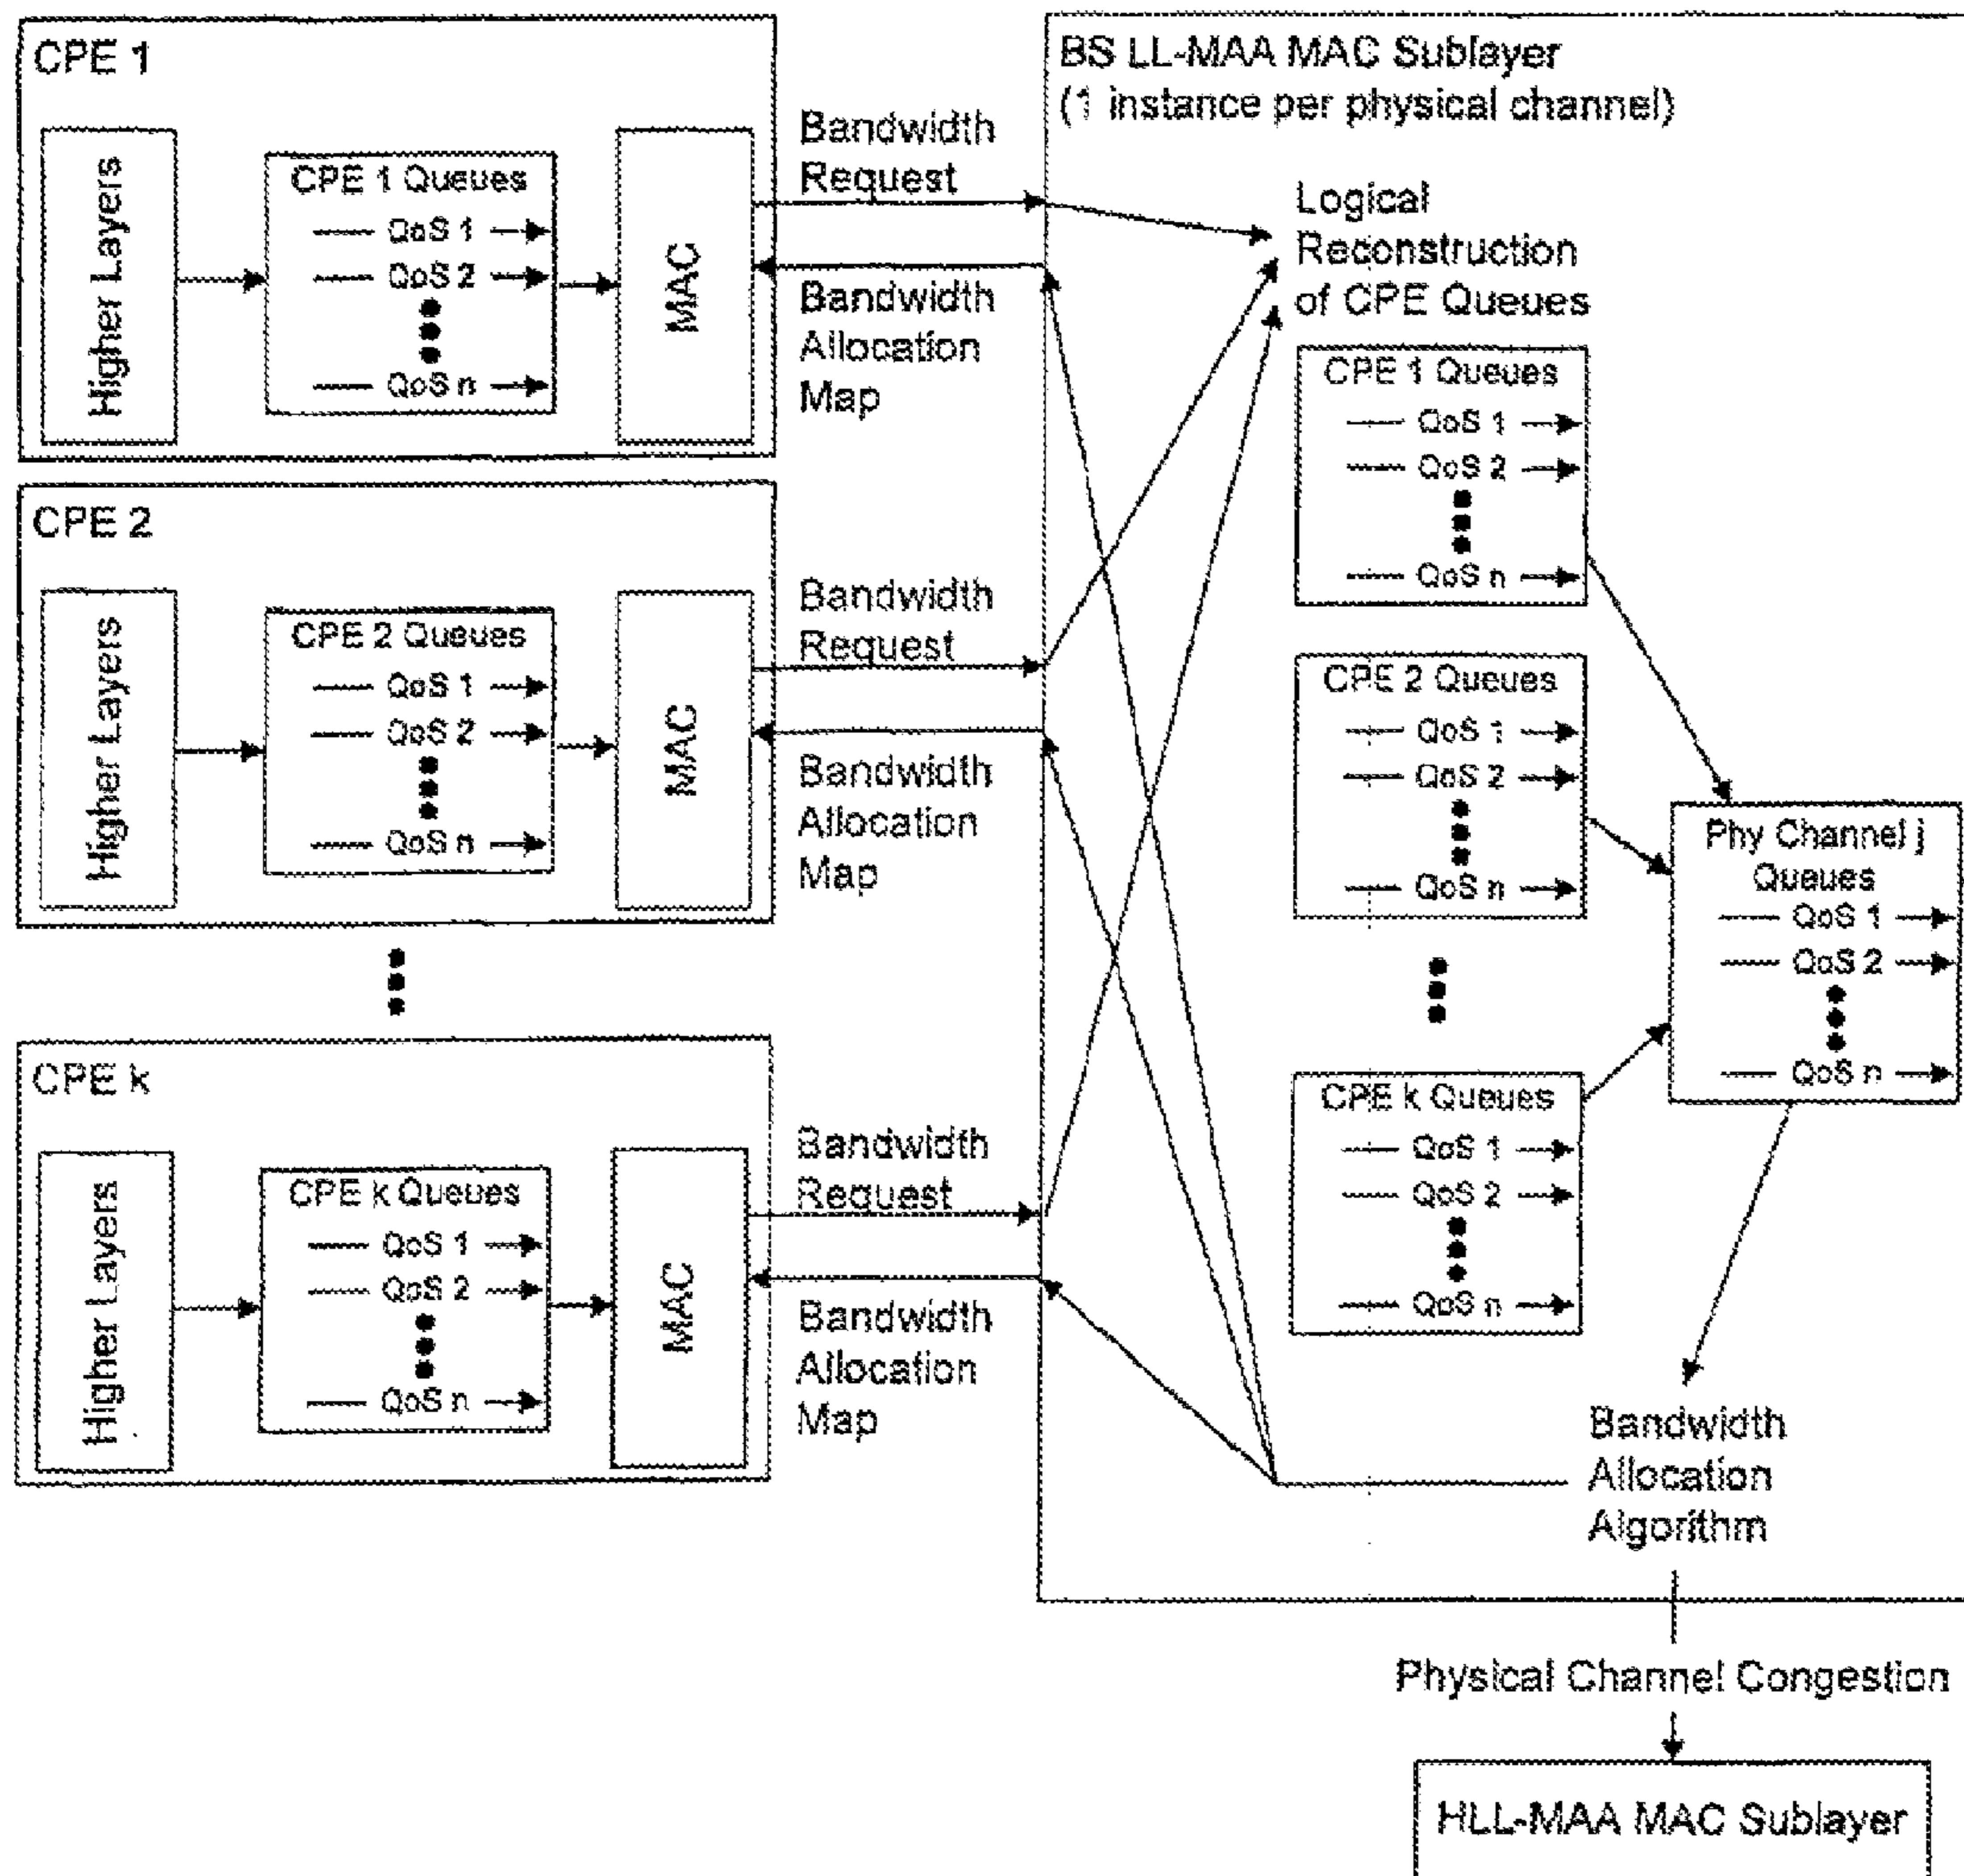 CPE 1
Higher Layers
CPE 1 Queues
QoS 1
QoS 2
QoS n
MAC
Bandwidth
Request
Bandwidth
Allocation
Map
CPE 2
Higher Layers
CPE 2 Queues
QoS 1
QoS 2
QoS n
MAC
Bandwidth
Request
Bandwidth
Allocation
Map
CPE k
Higher Layers
CPE k Queues
QoS 1
QoS 2
QoS n
MAC
Bandwidth
Request
Bandwidth
Allocation
Map
BS LL-MAA MAC Sublayer
(1 instance per physical channel)
Logical
Reconstruction
of CPE Queues
CPE 1 Queues
QoS 1
QoS 2
QoS n
CPE 2 Queues
QoS 1
QoS 2
QoS n
CPE k Queues
QoS 1
QoS 2
QoS n
Phy Channel j
Queues
QoS 1
QoS 2
QoS n
Bandwidth
Allocation
Algorithm
Physical Channel Congestion
HLL-MAA MAC Sublayer